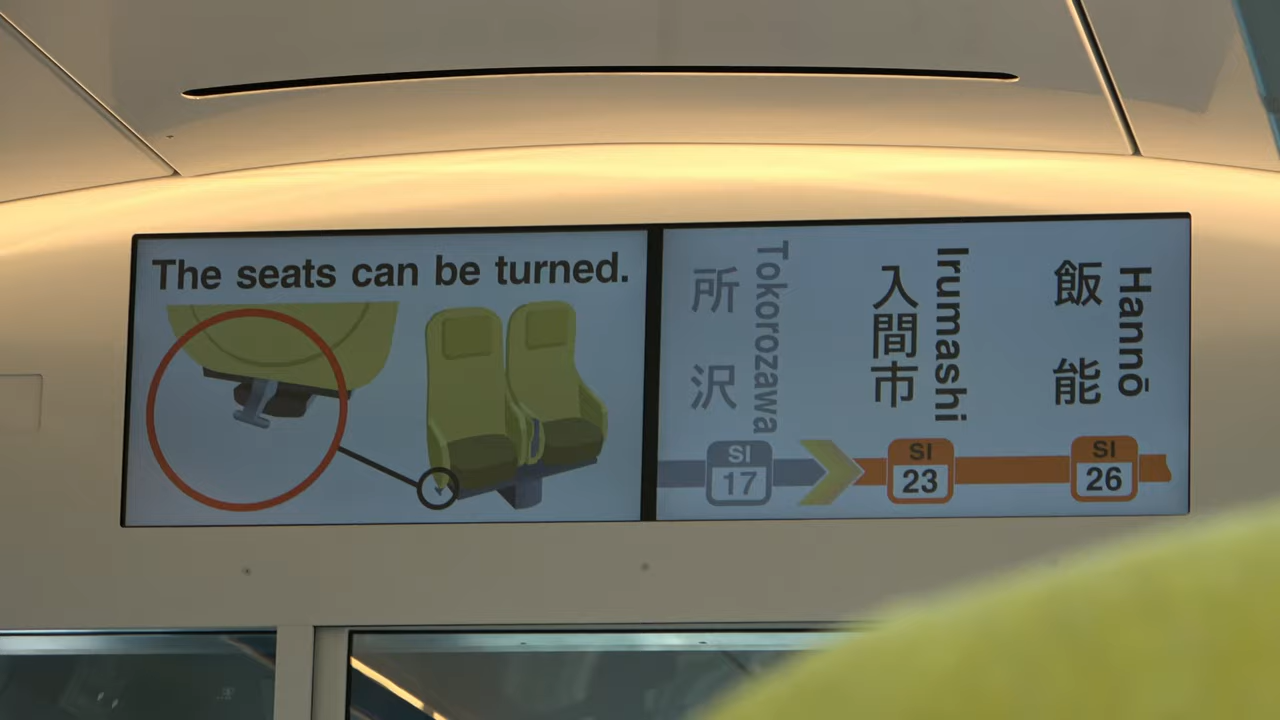 The seats can be turned.
所沢
Tokorozawa
SI
17
入間市
Irumashi
SI
23
飯能
Hannō
SI
26